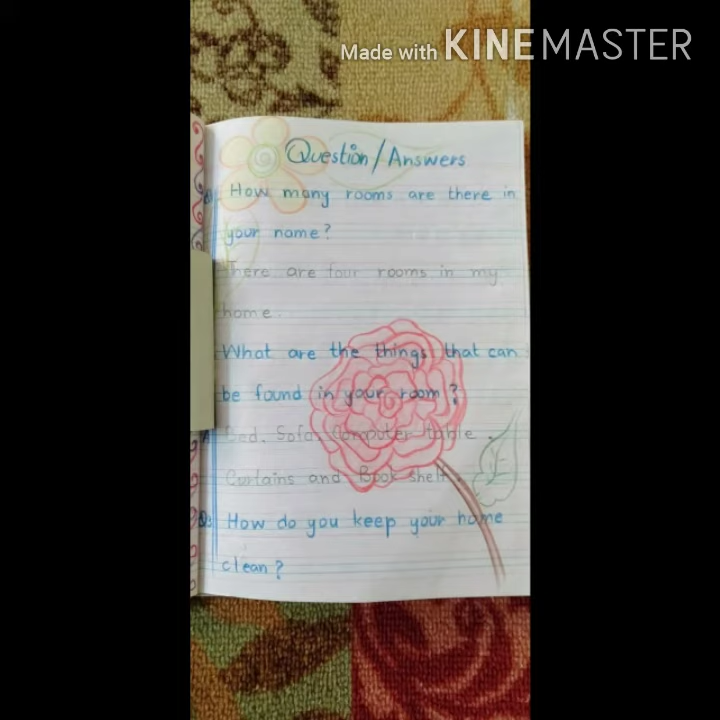 Made with KINEMASTER
Question/Answers
How many rooms are there in
your name?
There are four rooms in my
home.
What are the things that can
be found in your room?
Bed, Sofa, Computer table,
Curtains and Book shelf.
Q3 How do you keep your home
clean?